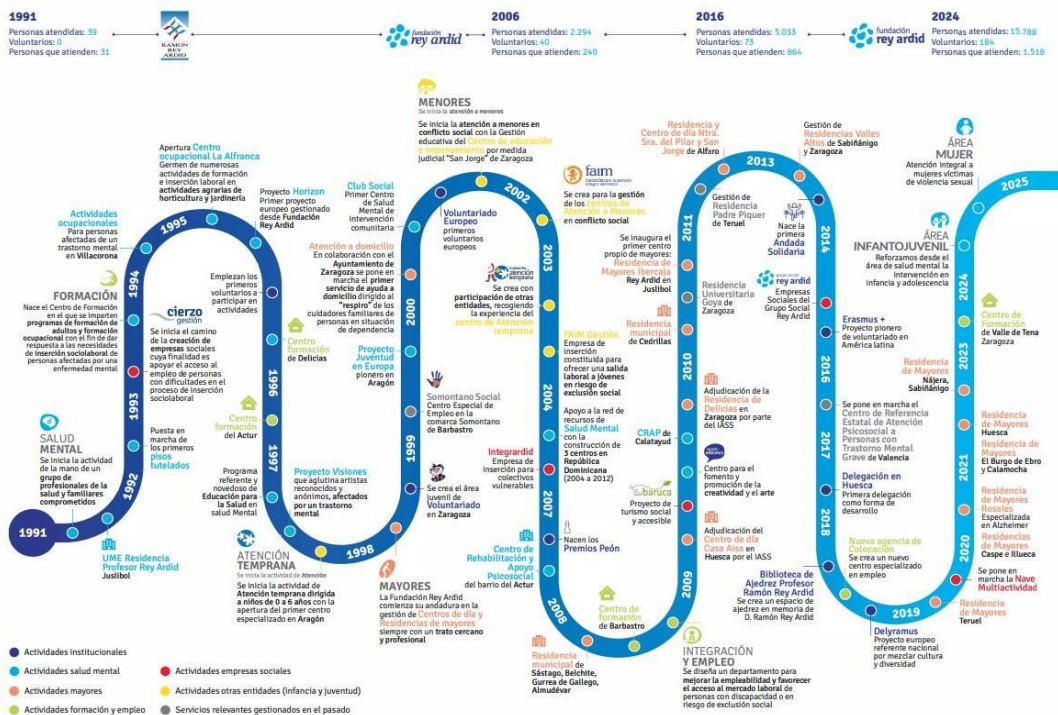 1991
Personas atendidas: 39
Voluntarios: 0
Personas que atienden: 31
RAMON
REY
ARDID
fundación
rey ardid
2006
Personas atendidas: 2.294
Voluntarios: 40
Personas que atienden: 240
2016
Personas atendidas: 5.033
Voluntarios: 73
Personas que atienden: 864
fundación
rey ardid
2024
Personas atendidas: 15.788
Voluntarios: 184
Personas que atienden: 1.518
1991
SALUD
MENTAL
Se inicia la actividad
de la mano de un
grupo de
profesionales de
la salud y familiares
comprometidos
UME Residencia
Profesor Rey Ardid
Juslibol
1992
Puesta en
marcha de
los primeros
pisos
tutelados
1993
FORMACIÓN
Nace el Centro de Formación
en el que se imparten
programas de formación de
adultos y formación
ocupacional con el fin de dar
respuesta a las necesidades
de inserción sociolaboral de
personas afectadas por una
enfermedad mental
cierzo
gestión
Se inicia el camino
de la creación de
empresas sociales
cuya finalidad es
apoyar el acceso al
empleo de personas
con dificultades en el
proceso de inserción
sociolaboral
1994
Actividades
ocupacionales
Para personas
afectadas de un
trastorno mental
en Villacorona
1995
Apertura Centro
ocupacional La Alfranca
Germen de numerosas
actividades de formación
e inserción laboral en
actividades agrarias de
horticultura y jardinería
Proyecto Horizon
Primer proyecto
europeo gestionado
desde Fundación
Rey Ardid
Empiezan los
primeros
voluntarios a
participar en
actividades
Centro
formación
de Delicias
1996
Centro
formación
del Actur
1997
Programa
referente y
novedoso de
Educación para
la Salud en
salud Mental
Proyecto Visiones
que aglutina artistas
reconocidos y
anónimos, afectados
por un trastorno
mental
ATENCIÓN
TEMPRANA
Se inicia la actividad de Atención
Se inicia la actividad de
Atención temprana dirigida
a niños de 0 a 6 años con la
apertura del primer centro
especializado en Aragón
1998
MAYORES
La Fundación Rey Ardid
comienza su andadura en la
gestión de Centros de día y
Residencias de mayores
siempre con un trato cercano
y profesional
Se crea el área
juvenil de
Voluntariado
en Zaragoza
1999
Somontano Social
Centro Especial de
Empleo en la
comarca Somontano
de Barbastro
Proyecto
Juventud
en Europa
pionero en
Aragón
2000
Atención a domicilio
En colaboración con el
Ayuntamiento de
Zaragoza se pone en
marcha el primer
servicio de ayuda a
domicilio dirigido al
"respiro" de los
cuidadores familiares de
personas en situación
de dependencia
Club Social
Primer Centro
de Salud
Mental de
intervención
comunitaria
Voluntariado
Europeo
primeros
voluntarios
europeos
MENORES
Se inicia la atención a menores
Se inicia la atención a menores en
conflicto social con la Gestión
educativa del Centro de educación
e internamiento por medida
judicial "San Jorge" de Zaragoza
2002
faim
Se crea para la gestión
de los centros de
Atención a Menores
en conflicto social
2003
atención
temprana
Se crea con
participación de otras
entidades, recogiendo
la experiencia del
centro de Atención
temprana
FAIM Gestión
Empresa de
inserción
constituida para
ofrecer una salida
laboral a jóvenes
en riesgo de
exclusión social
2004
Apoyo a la red de
recursos de
Salud Mental
con la
construcción de
3 centros en
República
Dominicana
(2004 a 2012)
Integrardid
Empresa de
inserción para
colectivos
vulnerables
2007
Nacen los
Premios Peón
Centro de
Rehabilitación y
Apoyo
Psicosocial
del barrio del Actur
2008
Residencia
municipal de
Sástago, Belchite,
Gurrea de Gallego,
Almudévar
Centro de
formación
de Barbastro
INTEGRACIÓN
Y EMPLEO
Se diseña un departamento para
mejorar la empleabilidad y favorecer
el acceso al mercado laboral de
personas con discapacidad o en
riesgo de exclusión social
2009
Adjudicación del
Centro de día
Casa Aisa en
Huesca por el IASS
baruca
Proyecto de
turismo social
y accesible
Centro para el
fomento y
promoción de la
creatividad y el arte
CRAP de
Calatayud
Adjudicación de la
Residencia de
Delicias en
Zaragoza por parte
del IASS
2010
Residencia
municipal
de Cedrillas
Residencia
Universitaria
Goya de
Zaragoza
Se inaugura el
primer centro
propio de mayores:
Residencia de
Mayores Ibercaja
Rey Ardid en
Juslibol
2011
Gestión de
Residencia
Padre Piquer
de Teruel
Residencia y
Centro de día Ntra.
Sra. del Pilar y San
Jorge de Alfaro
2013
Gestión de
Residencias Valles
Altos de Sabiñánigo
y Zaragoza
Nace la
primera
Andada
Solidaria
2014
rey ardid
Empresas
Sociales del
Grupo Social
Rey Ardid
Erasmus +
Proyecto pionero
de voluntariado en
América latina
2016
Se pone en marcha el
Centro de Referencia
Estatal de Atención
Psicosocial a
Personas con
Trastorno Mental
Grave de Valencia
2017
Delegación en
Huesca
Primera delegación
como forma de
desarrollo
2018
Biblioteca de
Ajedrez Profesor
Ramón Rey Ardid
Se crea un espacio de
ajedrez en memoria de
D. Ramón Rey Ardid
Nueva agencia de
Colocación
Se crea un nuevo
centro especializado
en empleo
Delyramus
Proyecto europeo
referente nacional
por mezclar cultura
y diversidad
2019
Residencia
de Mayores
Teruel
Se pone en
marcha la Nave
Multiactividad
2020
Residencias
de Mayores
Caspe e Illueca
Residencia
de Mayores
Rosales
Especializada
en Alzheimer
2021
Residencia
de Mayores
El Burgo de Ebro
y Calamocha
Residencia
de Mayores
Huesca
Residencia
de Mayores
Nájera,
Sabiñánigo
2023
Centro de
Formación
de Valle de Tena
Zaragoza
2024
ÁREA
INFANTOJUVENIL
Reforzamos desde el
área de salud mental la
intervención en
infancia y adolescencia
ÁREA
MUJER
Atención Integral a
mujeres víctimas
de violencia sexual
2025
Actividades institucionales
Actividades salud mental
Actividades mayores
Actividades formación y empleo
Actividades empresas sociales
Actividades otras entidades (infancia y juventud)
Servicios relevantes gestionados en el pasado